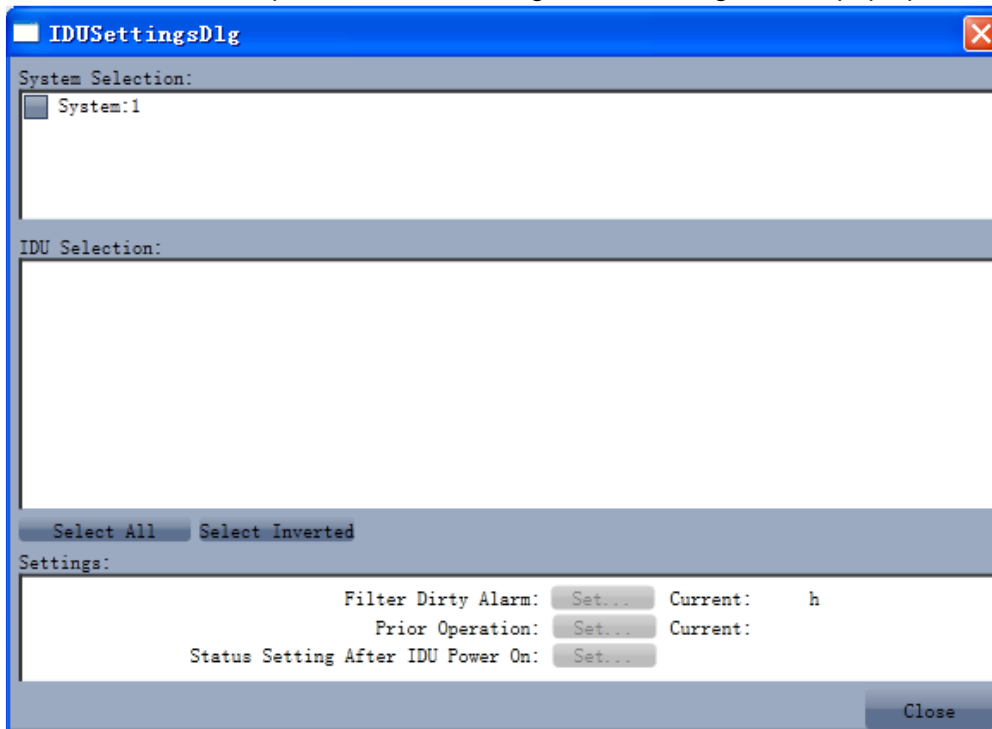 IDUSettingsDlg
System Selection:
System:1
IDU Selection:
Select All Select Inverted
Settings:
Filter Dirty Alarm: Set... Current: h
Prior Operation: Set... Current:
Status Setting After IDU Power On: Set...
Close